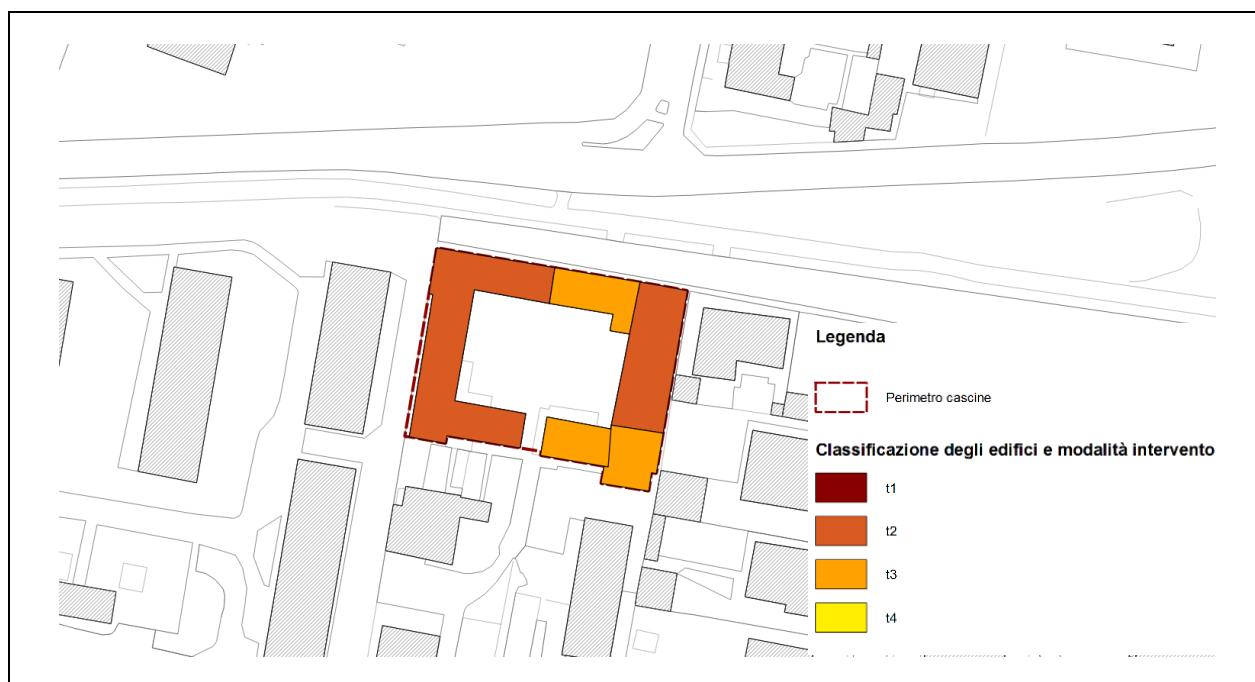 Legenda
Perimetro cascine
Classificazione degli edifici e modalità intervento
t1
t2
t3
t4